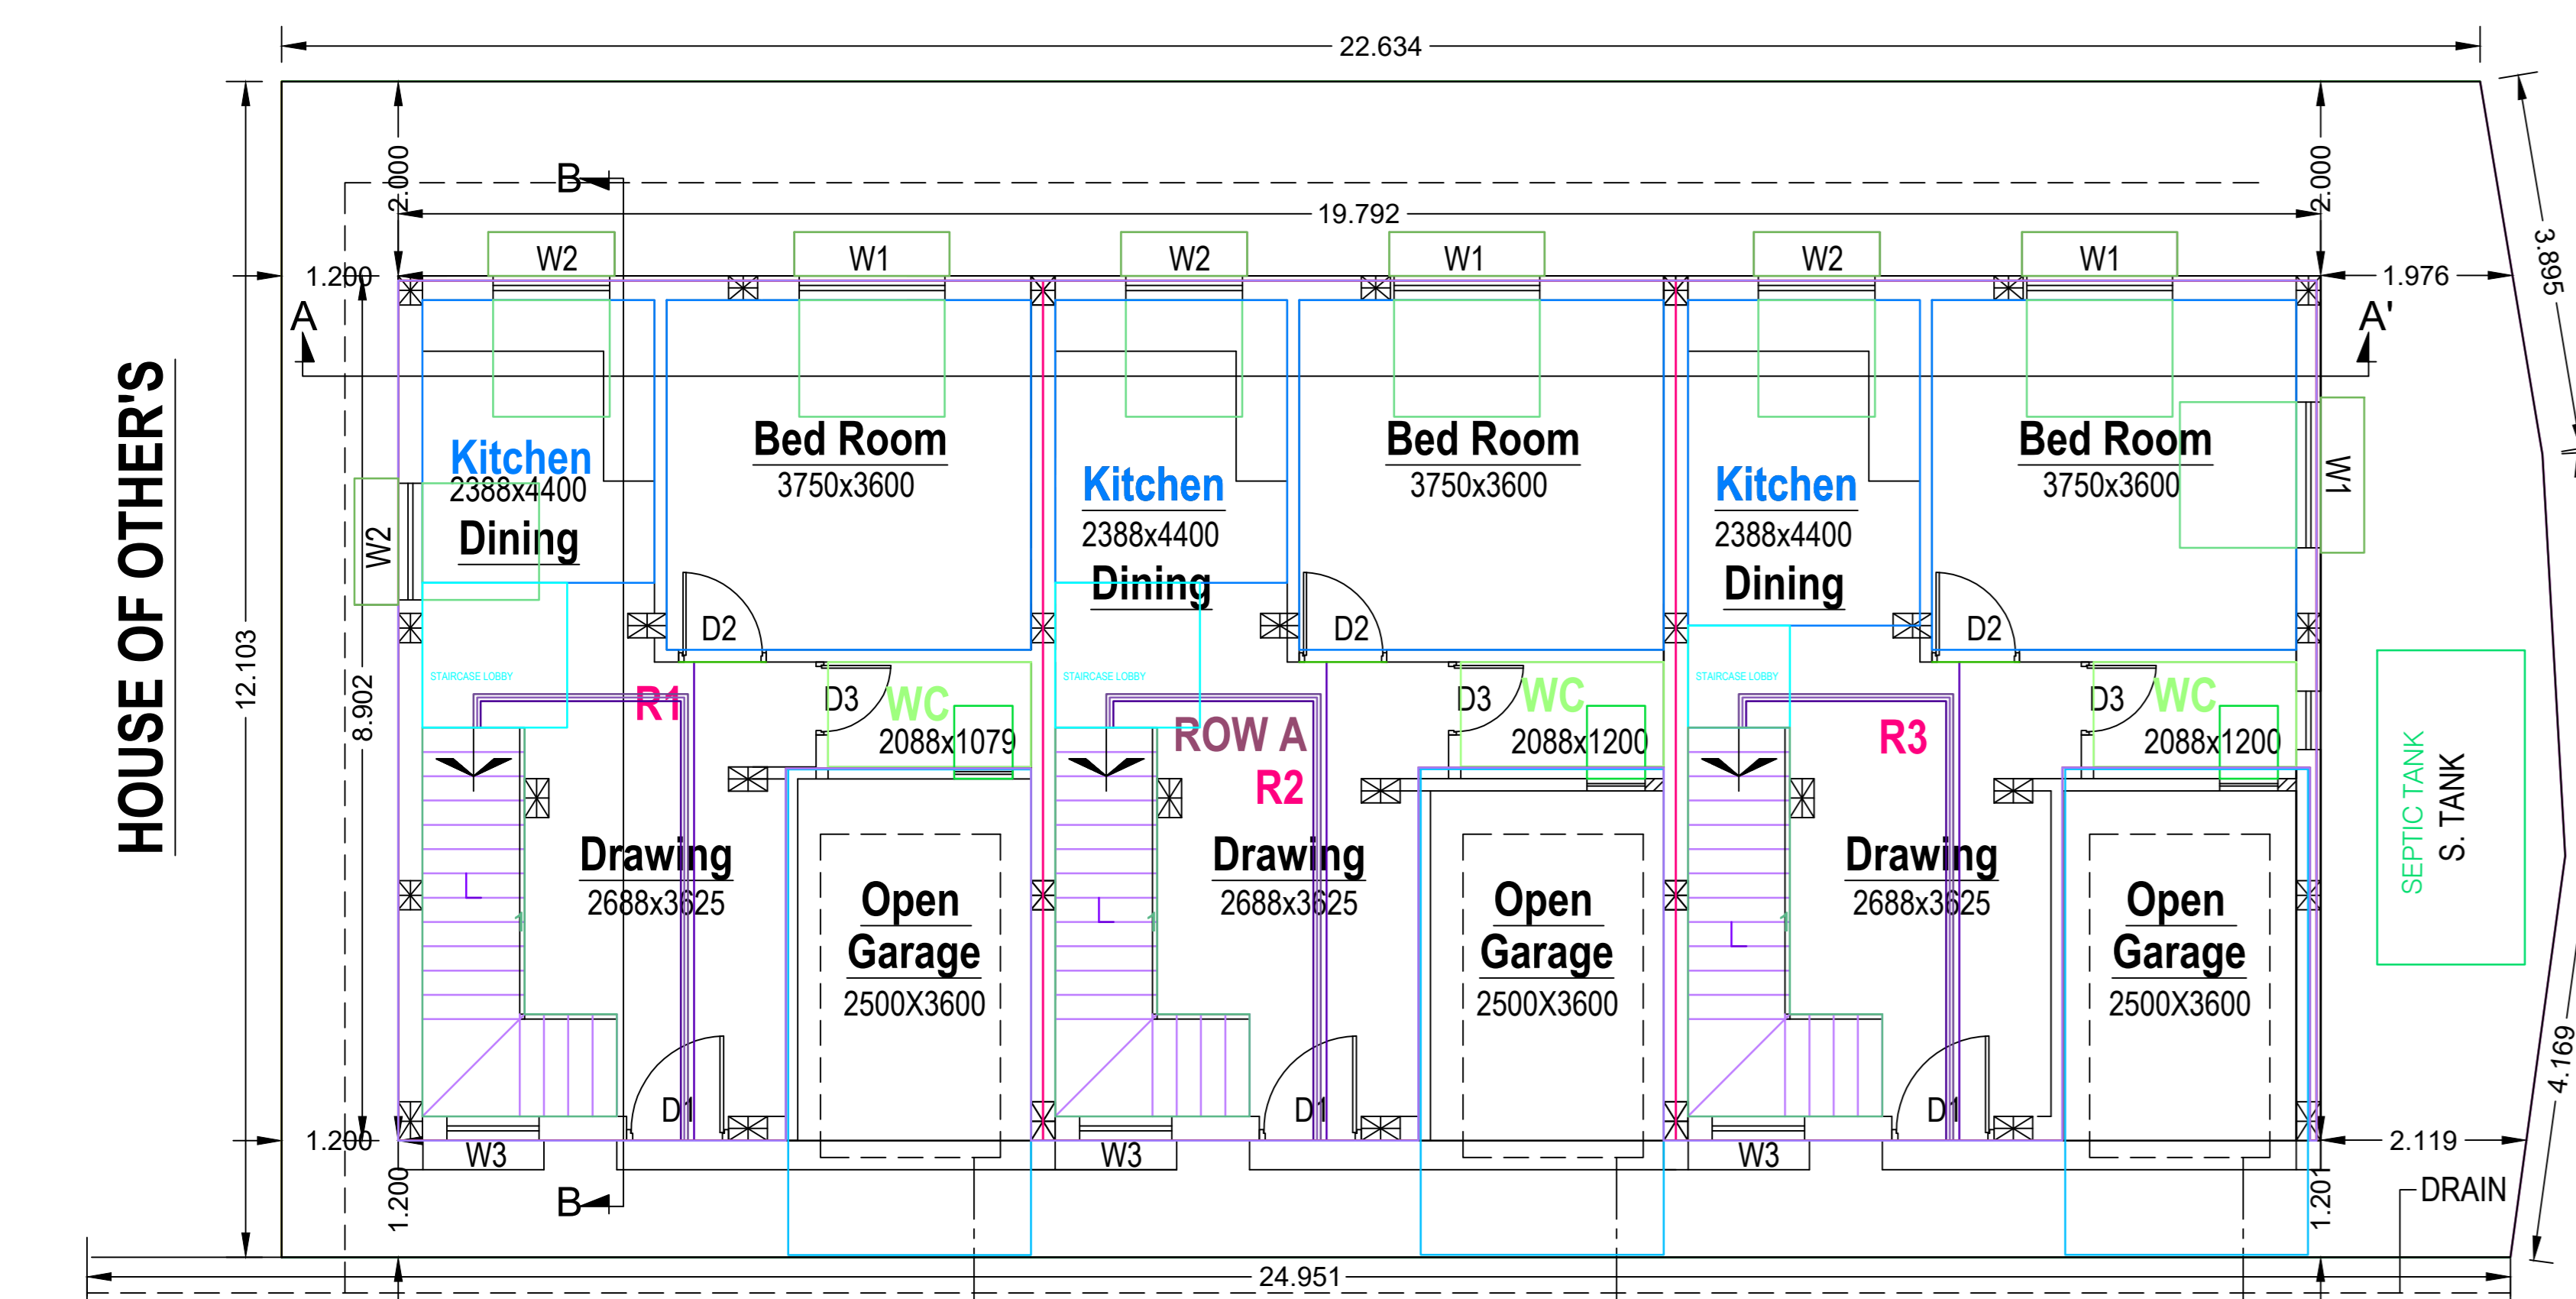 22.634
2.000
2.000
B
19.792
W2
W1
W2
W1
W2
W1
1.200
1.976
3.895
A
A'
HOUSE OF OTHER'S
12.103
8.902
Kitchen
2388x4400
Dining
Bed Room
3750x3600
Kitchen
2388x4400
Dining
Bed Room
3750x3600
Kitchen
2388x4400
Dining
Bed Room
3750x3600
W2
W1
D2
D2
D2
STAIRCASE LOBBY
STAIRCASE LOBBY
STAIRCASE LOBBY
R1
D3
WC
2088x1079
ROW A
R2
D3
WC
2088x1200
R3
D3
WC
2088x1200
SEPTIC TANK
S. TANK
Drawing
2688x3625
Open
Garage
2500X3600
Drawing
2688x3625
Open
Garage
2500X3600
Drawing
2688x3625
Open
Garage
2500X3600
L
1
L
1
L
1
D1
D1
D1
4.169
1.200
W3
W3
W3
2.119
1.200
B
1.201
DRAIN
24.951